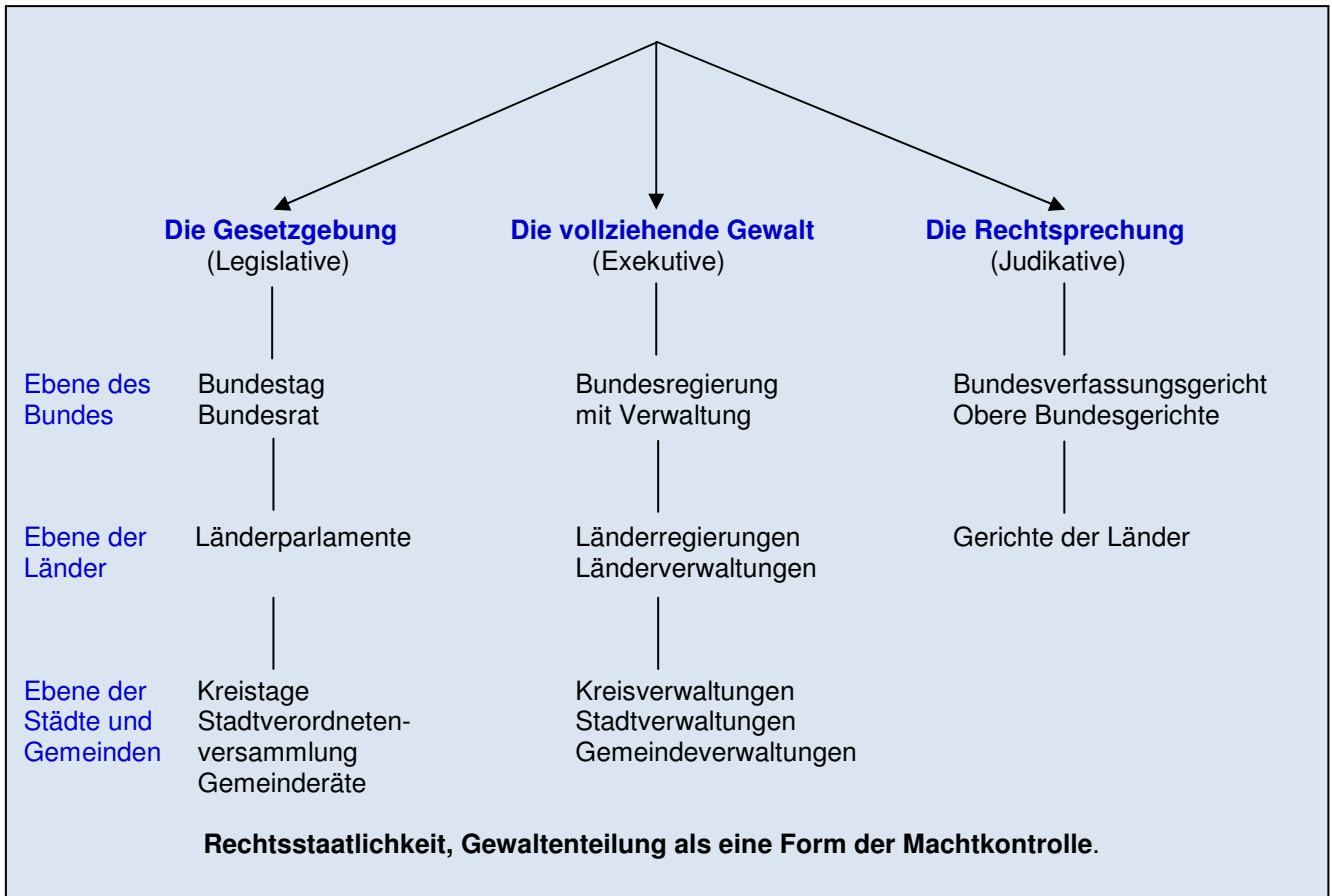 Die Gesetzgebung Die vollziehende Gewalt Die Rechtsprechung
(Legislative) (Exekutive) (Judikative)
Ebene des Bundestag Bundesregierung Bundesverfassungsgericht
Bundes Bundesrat mit Verwaltung Obere Bundesgerichte
Ebene der Länderparlamente Länderregierungen Gerichte der Länder
Länder Länderverwaltungen
Ebene der Kreistage Kreisverwaltungen
Städte und Stadtverordneten- Stadtverwaltungen
Gemeinden versammlung Gemeindeverwaltungen
Gemeinderäte
Rechtsstaatlichkeit, Gewaltenteilung als eine Form der Machtkontrolle.